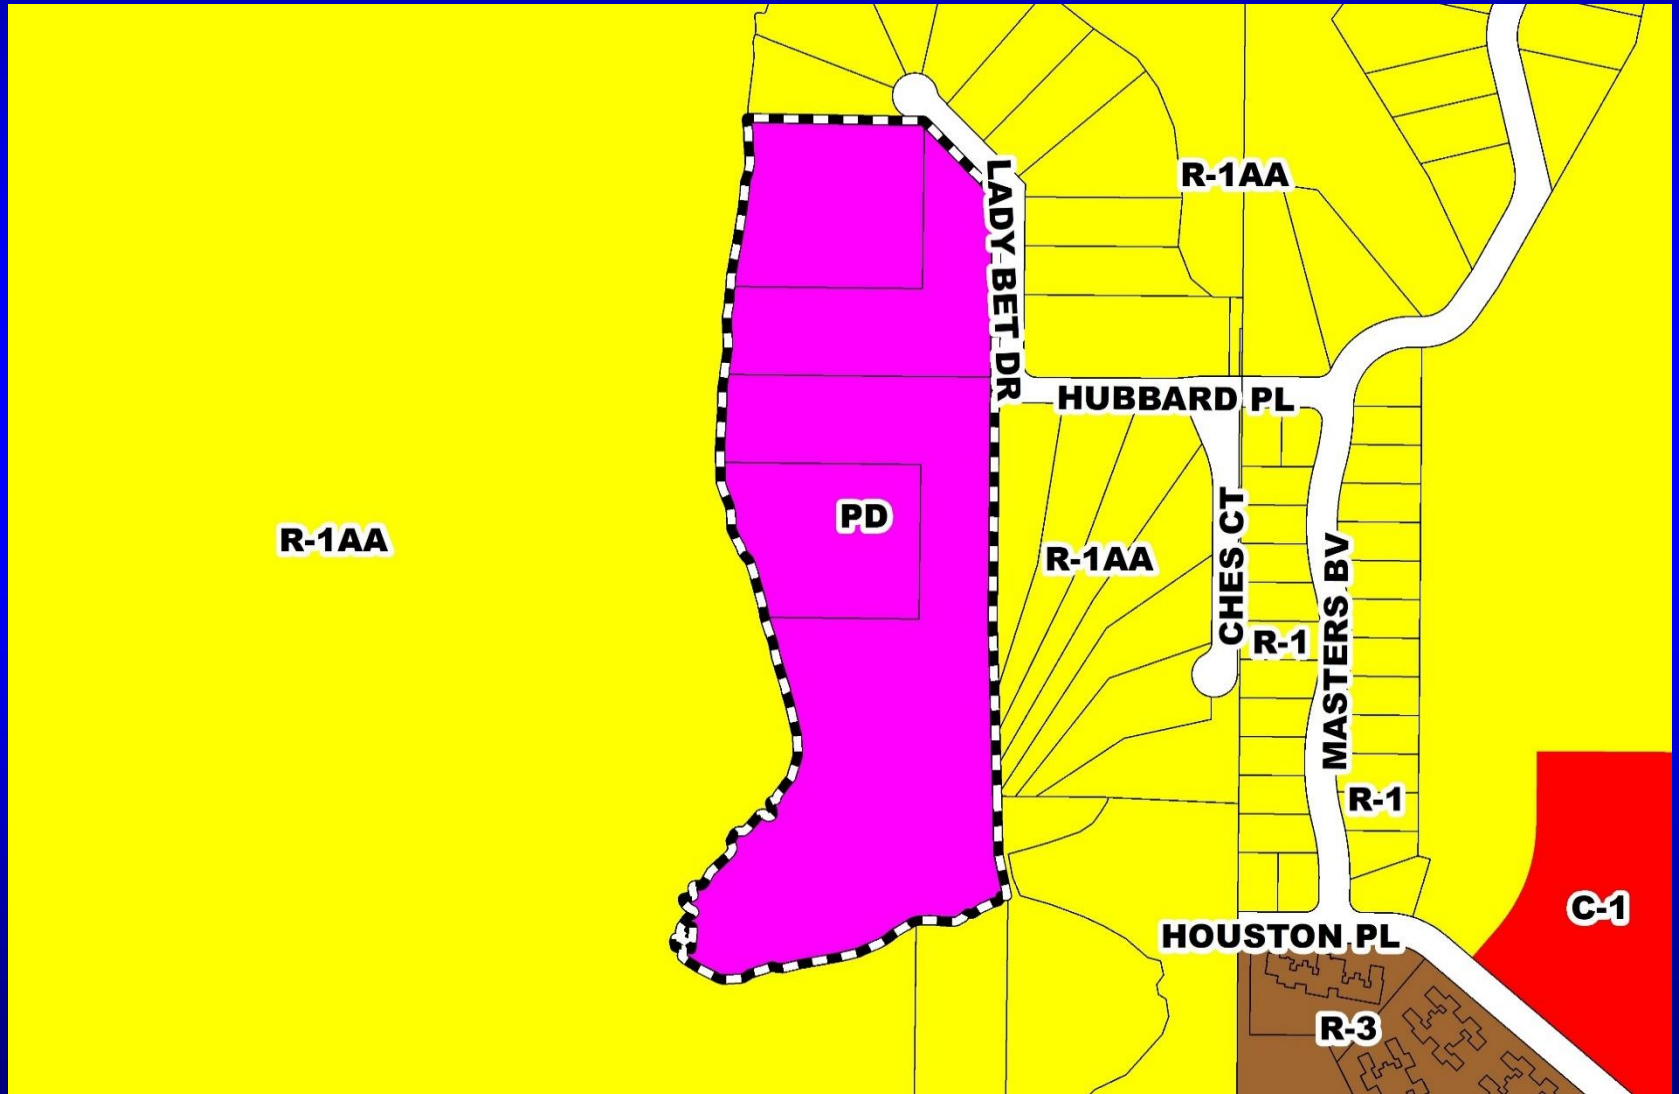 R-1AA
LADY BET DR
HUBBARD PL
PD
R-1AA
R-1AA
CHES CT
MASTERS BV
R-1
R-1
C-1
HOUSTON PL
R-3